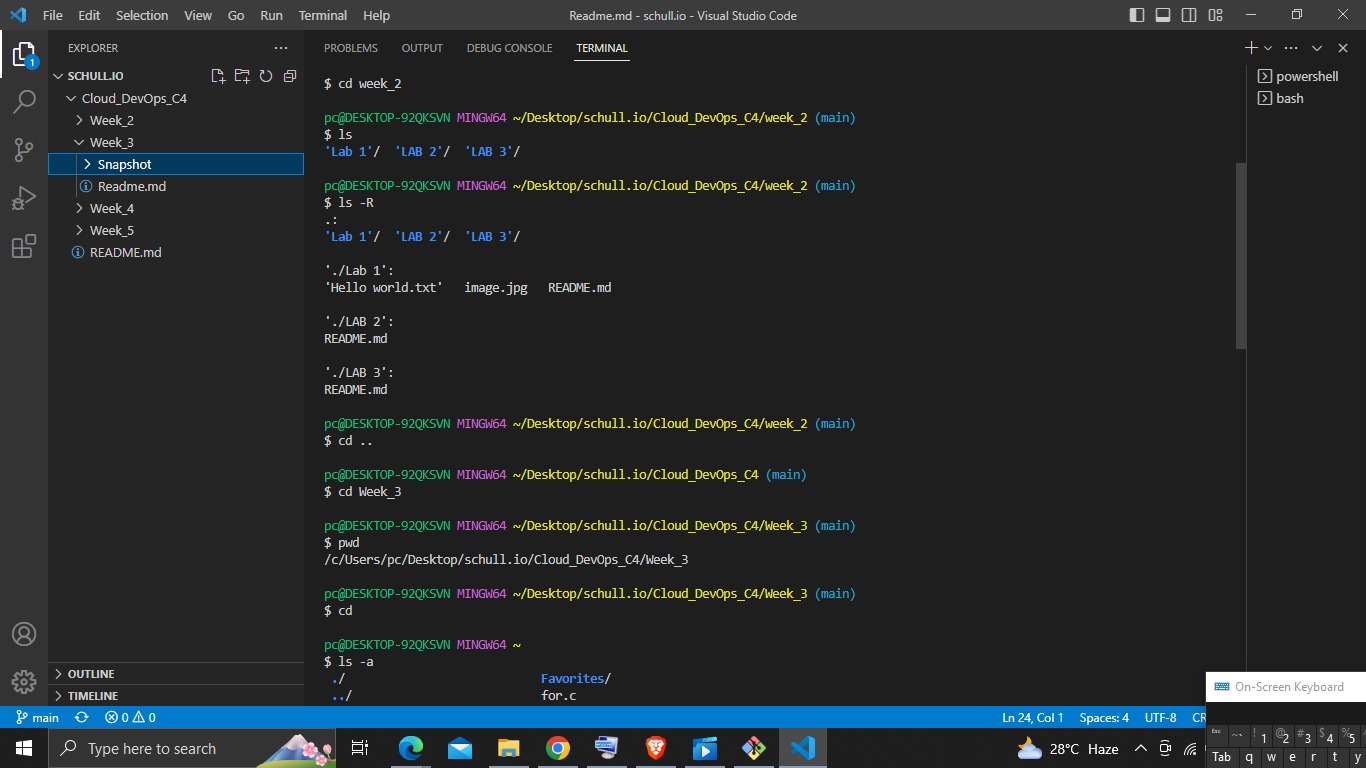 File Edit Selection View Go Run Terminal Help Readme.md - schull.io - Visual Studio Code
EXPLORER
SCHULL.IO
Cloud_DevOps_C4
Week_2
Week_3
Snapshot
Readme.md
Week_4
Week_5
README.md
OUTLINE
TIMELINE
1
PROBLEMS OUTPUT DEBUG CONSOLE TERMINAL
$ cd week_2
pc@DESKTOP-92QKSVN MINGW64 ~/Desktop/schull.io/Cloud_DevOps_C4/week_2 (main)
$ ls
'Lab 1'/ 'LAB 2'/ 'LAB 3'/
pc@DESKTOP-92QKSVN MINGW64 ~/Desktop/schull.io/Cloud_DevOps_C4/week_2 (main)
$ ls -R
.:
'Lab 1'/ 'LAB 2'/ 'LAB 3'/
'./Lab 1':
'Hello world.txt' image.jpg README.md
'./LAB 2':
README.md
'./LAB 3':
README.md
pc@DESKTOP-92QKSVN MINGW64 ~/Desktop/schull.io/Cloud_DevOps_C4/week_2 (main)
$ cd ..
pc@DESKTOP-92QKSVN MINGW64 ~/Desktop/schull.io/Cloud_DevOps_C4 (main)
$ cd Week_3
pc@DESKTOP-92QKSVN MINGW64 ~/Desktop/schull.io/Cloud_DevOps_C4/Week_3 (main)
$ pwd
/c/Users/pc/Desktop/schull.io/Cloud_DevOps_C4/Week_3
pc@DESKTOP-92QKSVN MINGW64 ~/Desktop/schull.io/Cloud_DevOps_C4/Week_3 (main)
$ cd
pc@DESKTOP-92QKSVN MINGW64 ~
$ ls -a
./ Favorites/
../ for.c
powershell
bash
main 0 0 Ln 24, Col 1 Spaces: 4 UTF-8 CR
On-Screen Keyboard
Esc ~ ` ! 1 @ 2 # 3 $ 4 % 5
Tab q w e r t y
Type here to search 28°C Haze